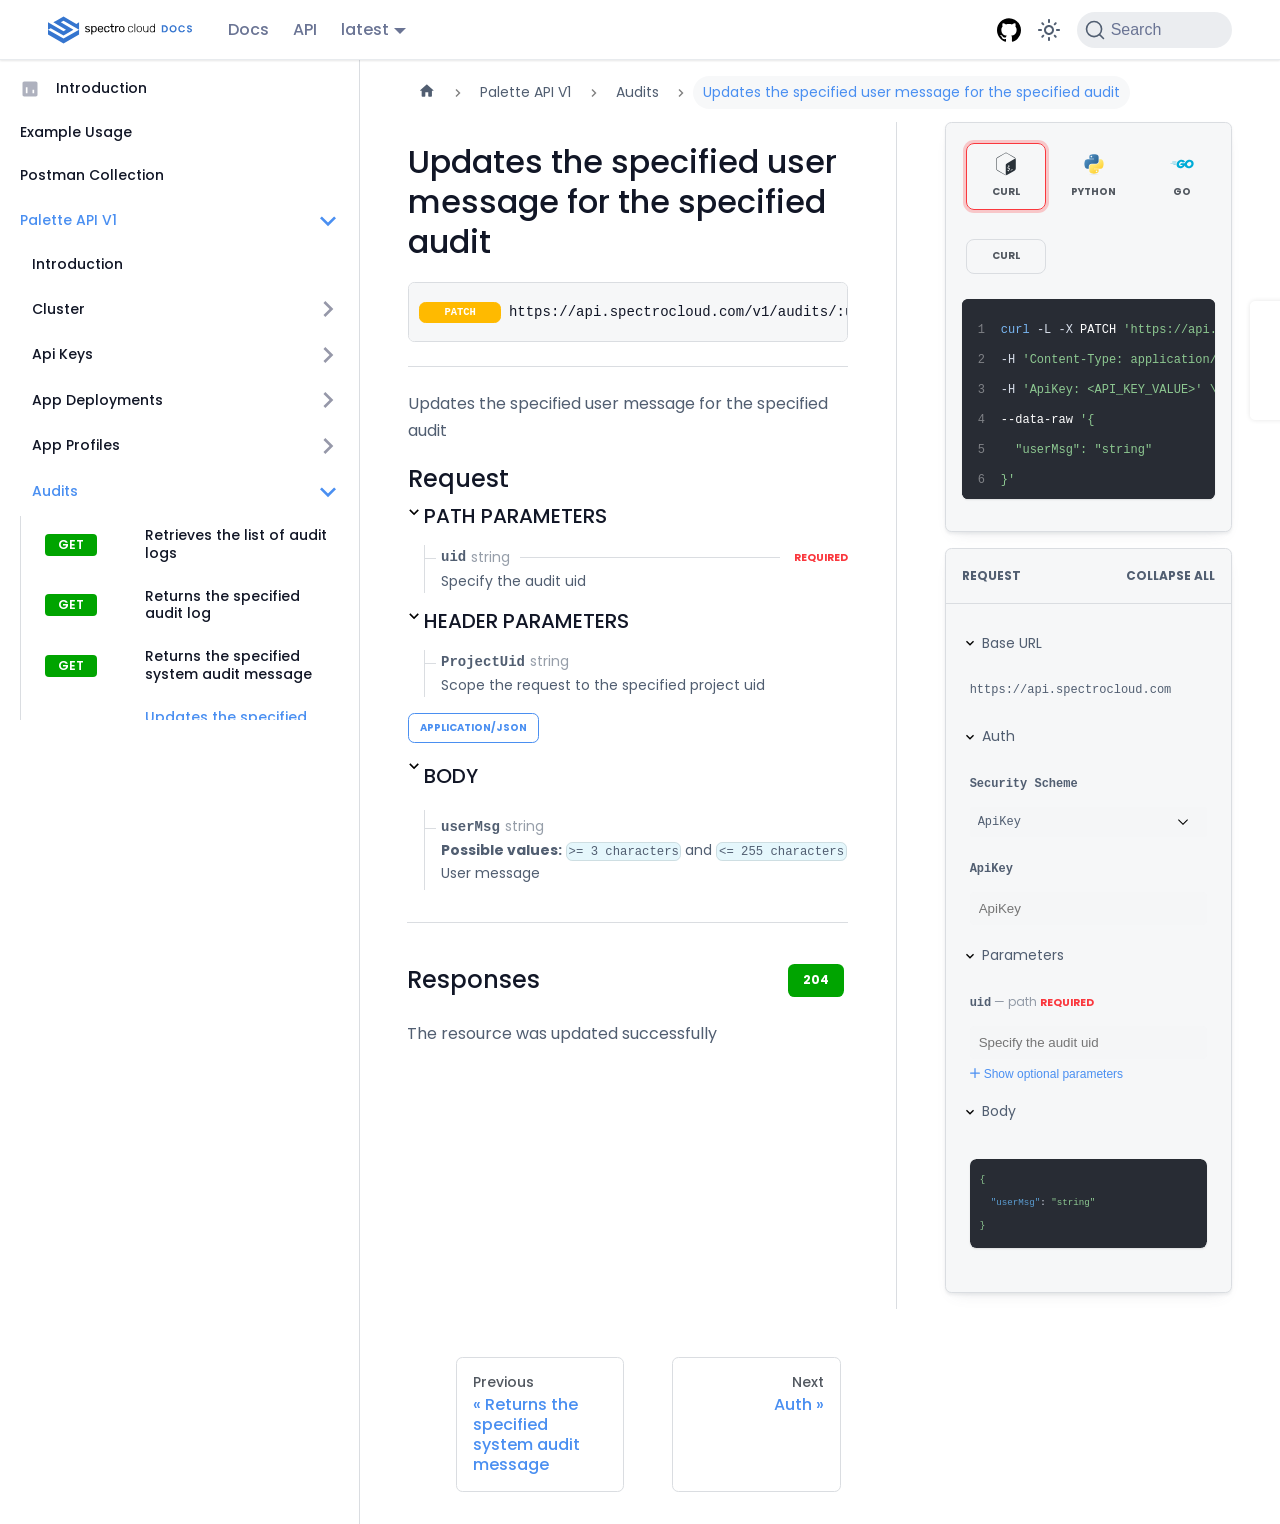 spectro cloud DOCS
Docs
API
latest
Search
Introduction
Example Usage
Postman Collection
Palette API V1
Introduction
Cluster
Api Keys
App Deployments
App Profiles
Audits
GET
Retrieves the list of audit
logs
GET
Returns the specified
audit log
GET
Returns the specified
system audit message
Updates the specified
Palette API V1
Audits
Updates the specified user message for the specified audit
Updates the specified user
message for the specified
audit
PATCH
https://api.spectrocloud.com/v1/audits/:u
Updates the specified user message for the specified
audit
Request
PATH PARAMETERS
uid string
REQUIRED
Specify the audit uid
HEADER PARAMETERS
ProjectUid string
Scope the request to the specified project uid
APPLICATION/JSON
BODY
userMsg string
Possible values: >= 3 characters and <= 255 characters
User message
Responses
204
The resource was updated successfully
CURL
PYTHON
GO
CURL
1 curl -L -X PATCH 'https://api.
2 -H 'Content-Type: application/
3 -H 'ApiKey: <API_KEY_VALUE>' \
4 --data-raw '{
5 "userMsg": "string"
6 }'
REQUEST
COLLAPSE ALL
Base URL
https://api.spectrocloud.com
Auth
Security Scheme
ApiKey
ApiKey
ApiKey
Parameters
uid — path REQUIRED
Specify the audit uid
Show optional parameters
Body
{
"userMsg": "string"
}
Previous
« Returns the
specified
system audit
message
Next
Auth »